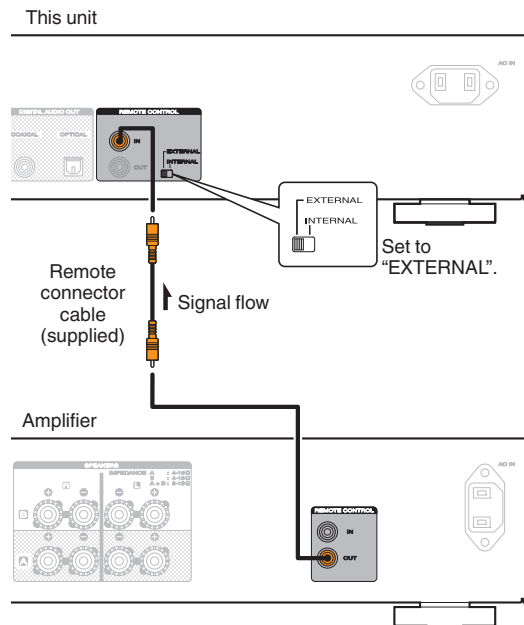 This unit
AC IN
DIGITAL AUDIO OUT
REMOTE CONTROL
COAXIAL
OPTICAL
IN
OUT
EXTERNAL
INTERNAL
EXTERNAL
INTERNAL
Set to
“EXTERNAL”.
Remote
connector
cable
(supplied)
Signal flow
Amplifier
SPEAKERS
IMPEDANCE A : 4-16Ω
B : 4-16Ω
A + B : 8-16Ω
R
L
B
A
REMOTE CONTROL
IN
OUT
AC IN